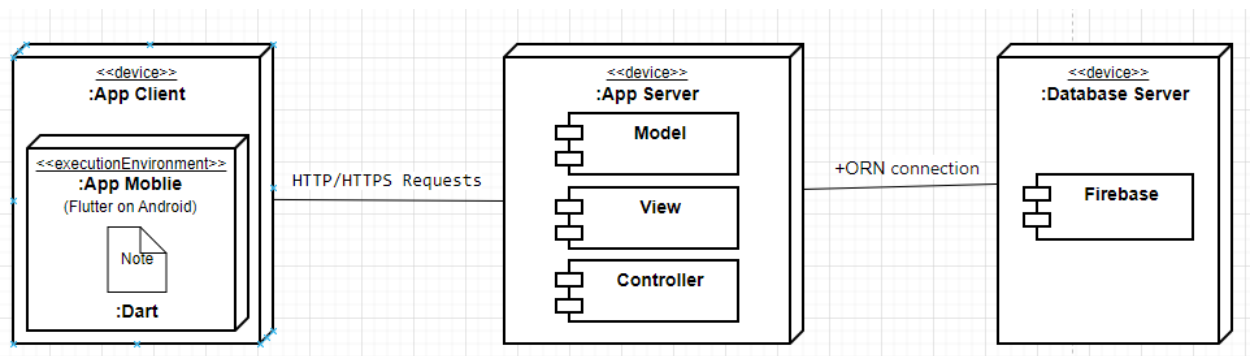 <<device>>
:App Client
<<executionEnvironment>>
:App Moblie
(Flutter on Android)
Note
:Dart
HTTP/HTTPS Requests
<<device>>
:App Server
Model
View
Controller
+ORN connection
<<device>>
:Database Server
Firebase